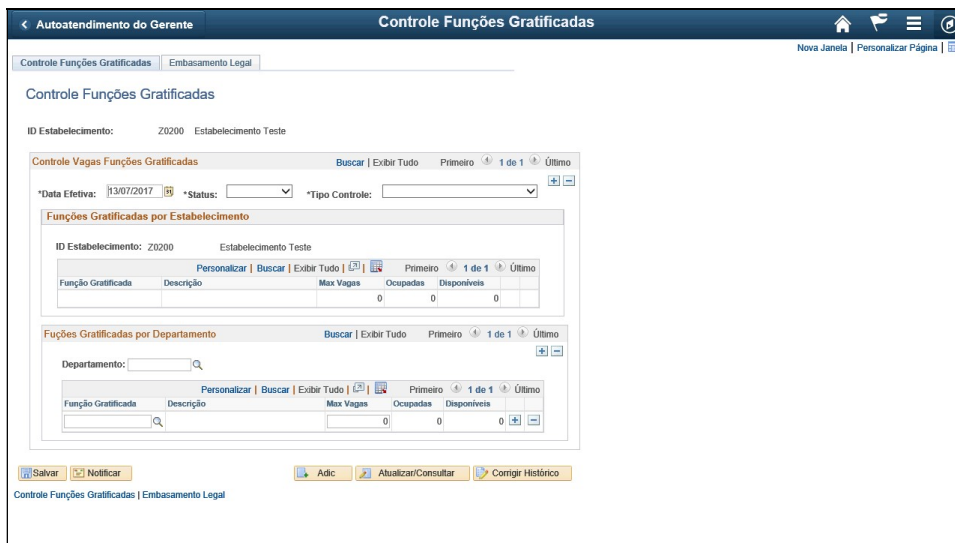 Autoatendimento do Gerente
Controle Funções Gratificadas
Nova Janela | Personalizar Página |
Controle Funções Gratificadas
Embasamento Legal
Controle Funções Gratificadas
ID Estabelecimento: Z0200 Estabelecimento Teste
Controle Vagas Funções Gratificadas Buscar | Exibir Tudo Primeiro 1 de 1 Último
*Data Efetiva: 13/07/2017 *Status: *Tipo Controle:
Funções Gratificadas por Estabelecimento
ID Estabelecimento: Z0200 Estabelecimento Teste
Personalizar | Buscar | Exibir Tudo | | Primeiro 1 de 1 Último
Função Gratificada Descrição Max Vagas Ocupadas Disponíveis
0 0 0
Fuções Gratificadas por Departamento Buscar | Exibir Tudo Primeiro 1 de 1 Último
Departamento:
Personalizar | Buscar | Exibir Tudo | | Primeiro 1 de 1 Último
Função Gratificada Descrição Max Vagas Ocupadas Disponíveis
0 0 0
Salvar Notificar Adic Atualizar/Consultar Corrigir Histórico
Controle Funções Gratificadas | Embasamento Legal